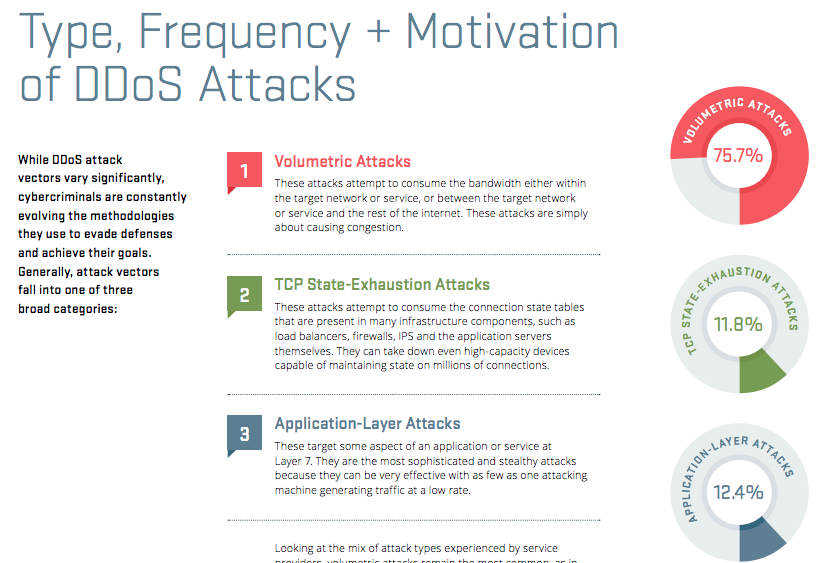 Type, Frequency + Motivation
of DDoS Attacks
While DDoS attack
vectors vary significantly,
cybercriminals are constantly
evolving the methodologies
they use to evade defenses
and achieve their goals.
Generally, attack vectors
fall into one of three
broad categories:
1
Volumetric Attacks
These attacks attempt to consume the bandwidth either within
the target network or service, or between the target network
or service and the rest of the internet. These attacks are simply
about causing congestion.
2
TCP State-Exhaustion Attacks
These attacks attempt to consume the connection state tables
that are present in many infrastructure components, such as
load balancers, firewalls, IPS and the application servers
themselves. They can take down even high-capacity devices
capable of maintaining state on millions of connections.
3
Application-Layer Attacks
These target some aspect of an application or service at
Layer 7. They are the most sophisticated and stealthy attacks
because they can be very effective with as few as one attacking
machine generating traffic at a low rate.
Looking at the mix of attack types experienced by service
providers, volumetric attacks remain the most common, as in
VOLUMETRIC ATTACKS
75.7%
TCP STATE-EXHAUSTION ATTACKS
11.8%
APPLICATION-LAYER ATTACKS
12.4%